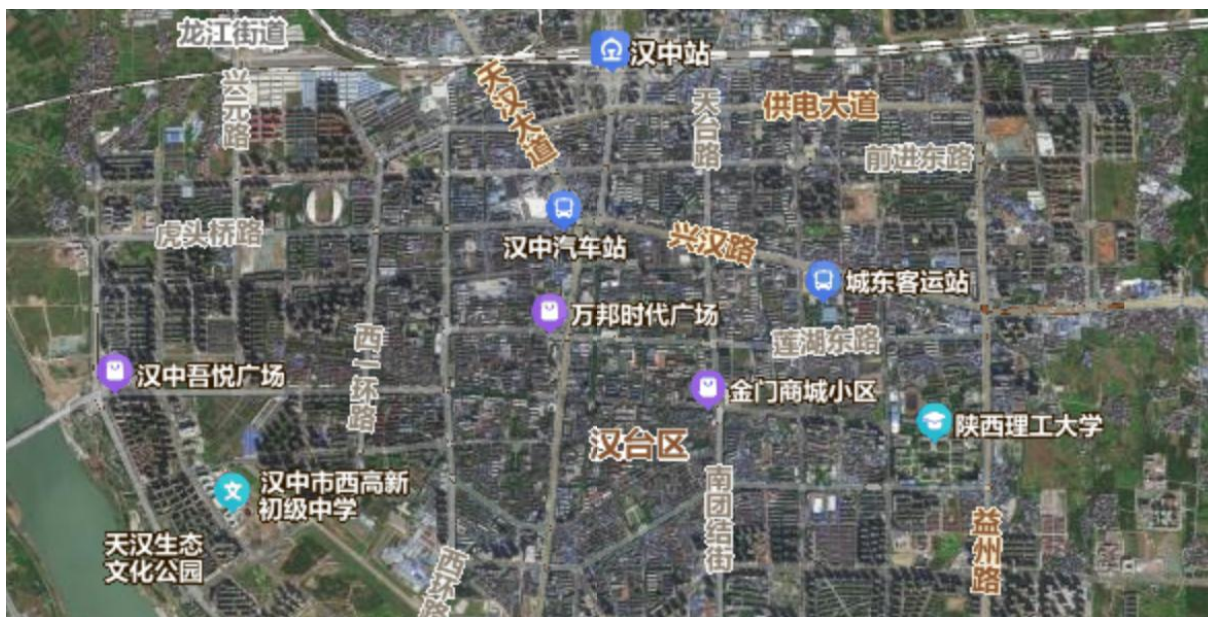 龙江街道
汉中站
兴元路
天汉大道
天台路
供电大道
前进东路
虎头桥路
汉中汽车站
兴汉路
城东客运站
万邦时代广场
莲湖东路
西二环路
汉中吾悦广场
金门商城小区
陕西理工大学
汉台区
汉中市西高新
初级中学
文
南团结街
益州路
天汉生态
文化公园
西环路